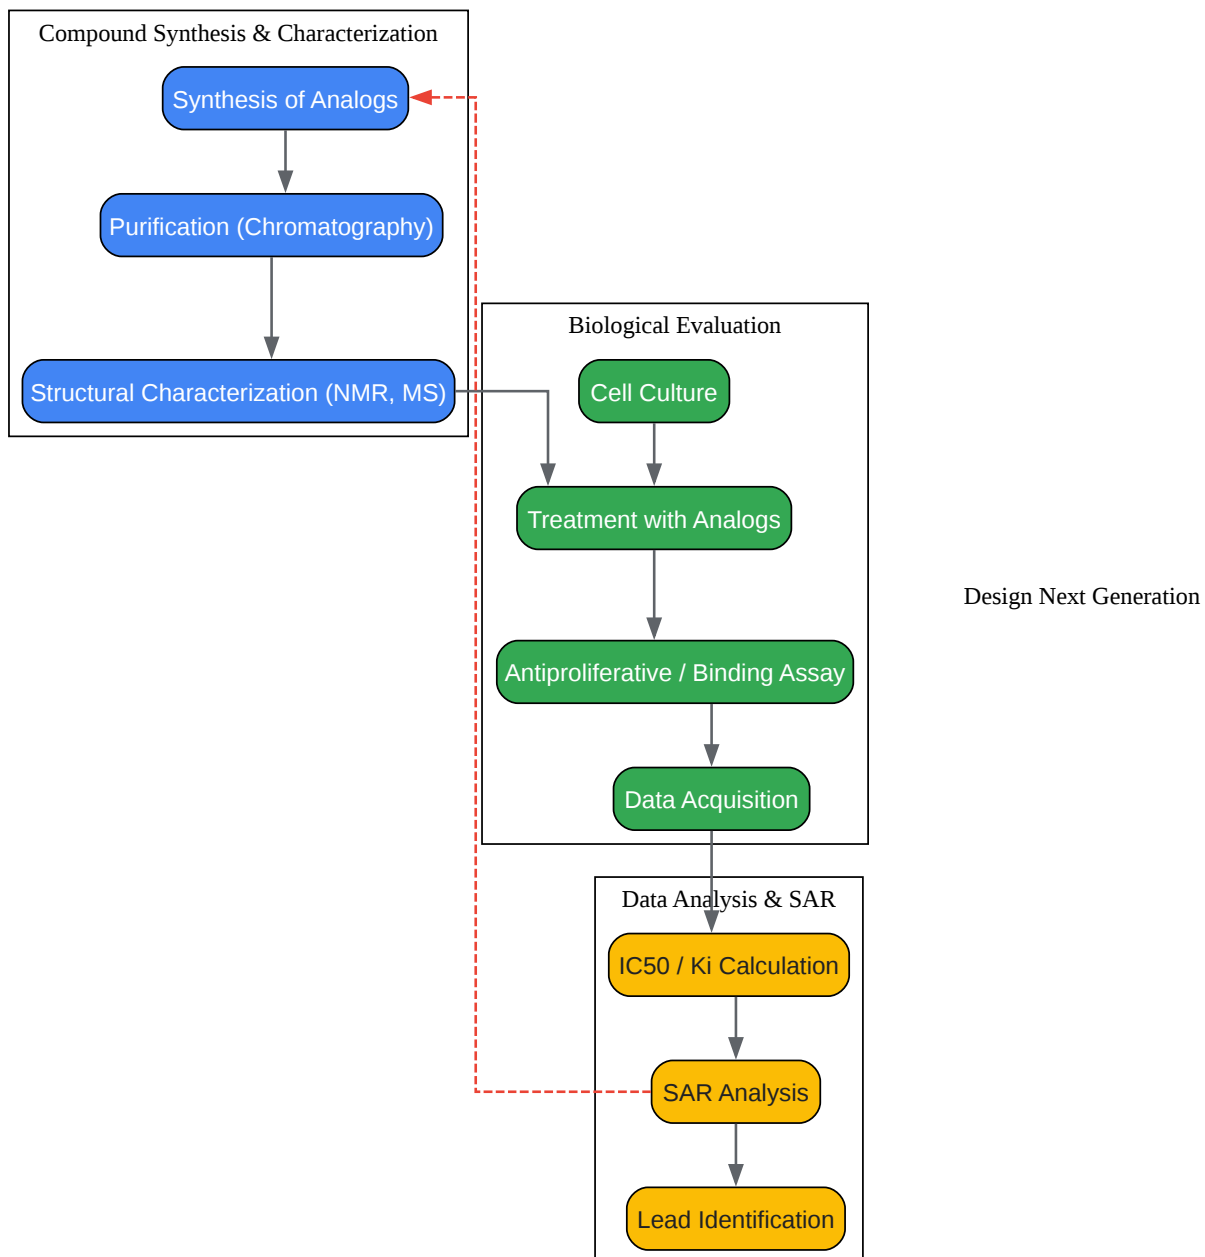 Compound Synthesis & Characterization
Synthesis of Analogs
Purification (Chromatography)
Structural Characterization (NMR, MS)
Biological Evaluation
Cell Culture
Treatment with Analogs
Antiproliferative / Binding Assay
Data Acquisition
Design Next Generation
Data Analysis & SAR
IC50 / Ki Calculation
SAR Analysis
Lead Identification